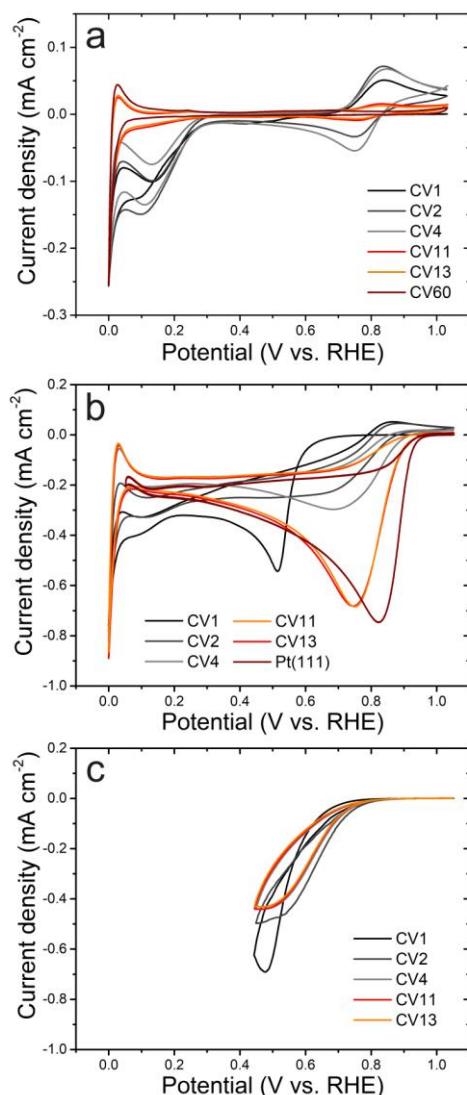 a
0.1
0.0
-0.1
-0.2
-0.3
Current density (mA cm-2)
CV1
CV2
CV4
CV11
CV13
CV60
0.0 0.2 0.4 0.6 0.8 1.0
Potential (V vs. RHE)
b
0.2
0.0
-0.2
-0.4
-0.6
-0.8
-1.0
Current density (mA cm-2)
CV1 CV11
CV2 CV13
CV4 Pt(111)
0.0 0.2 0.4 0.6 0.8 1.0
Potential (V vs. RHE)
c
0.2
0.0
-0.2
-0.4
-0.6
-0.8
-1.0
Current density (mA cm-2)
CV1
CV2
CV4
CV11
CV13
0.0 0.2 0.4 0.6 0.8 1.0
Potential (V vs. RHE)